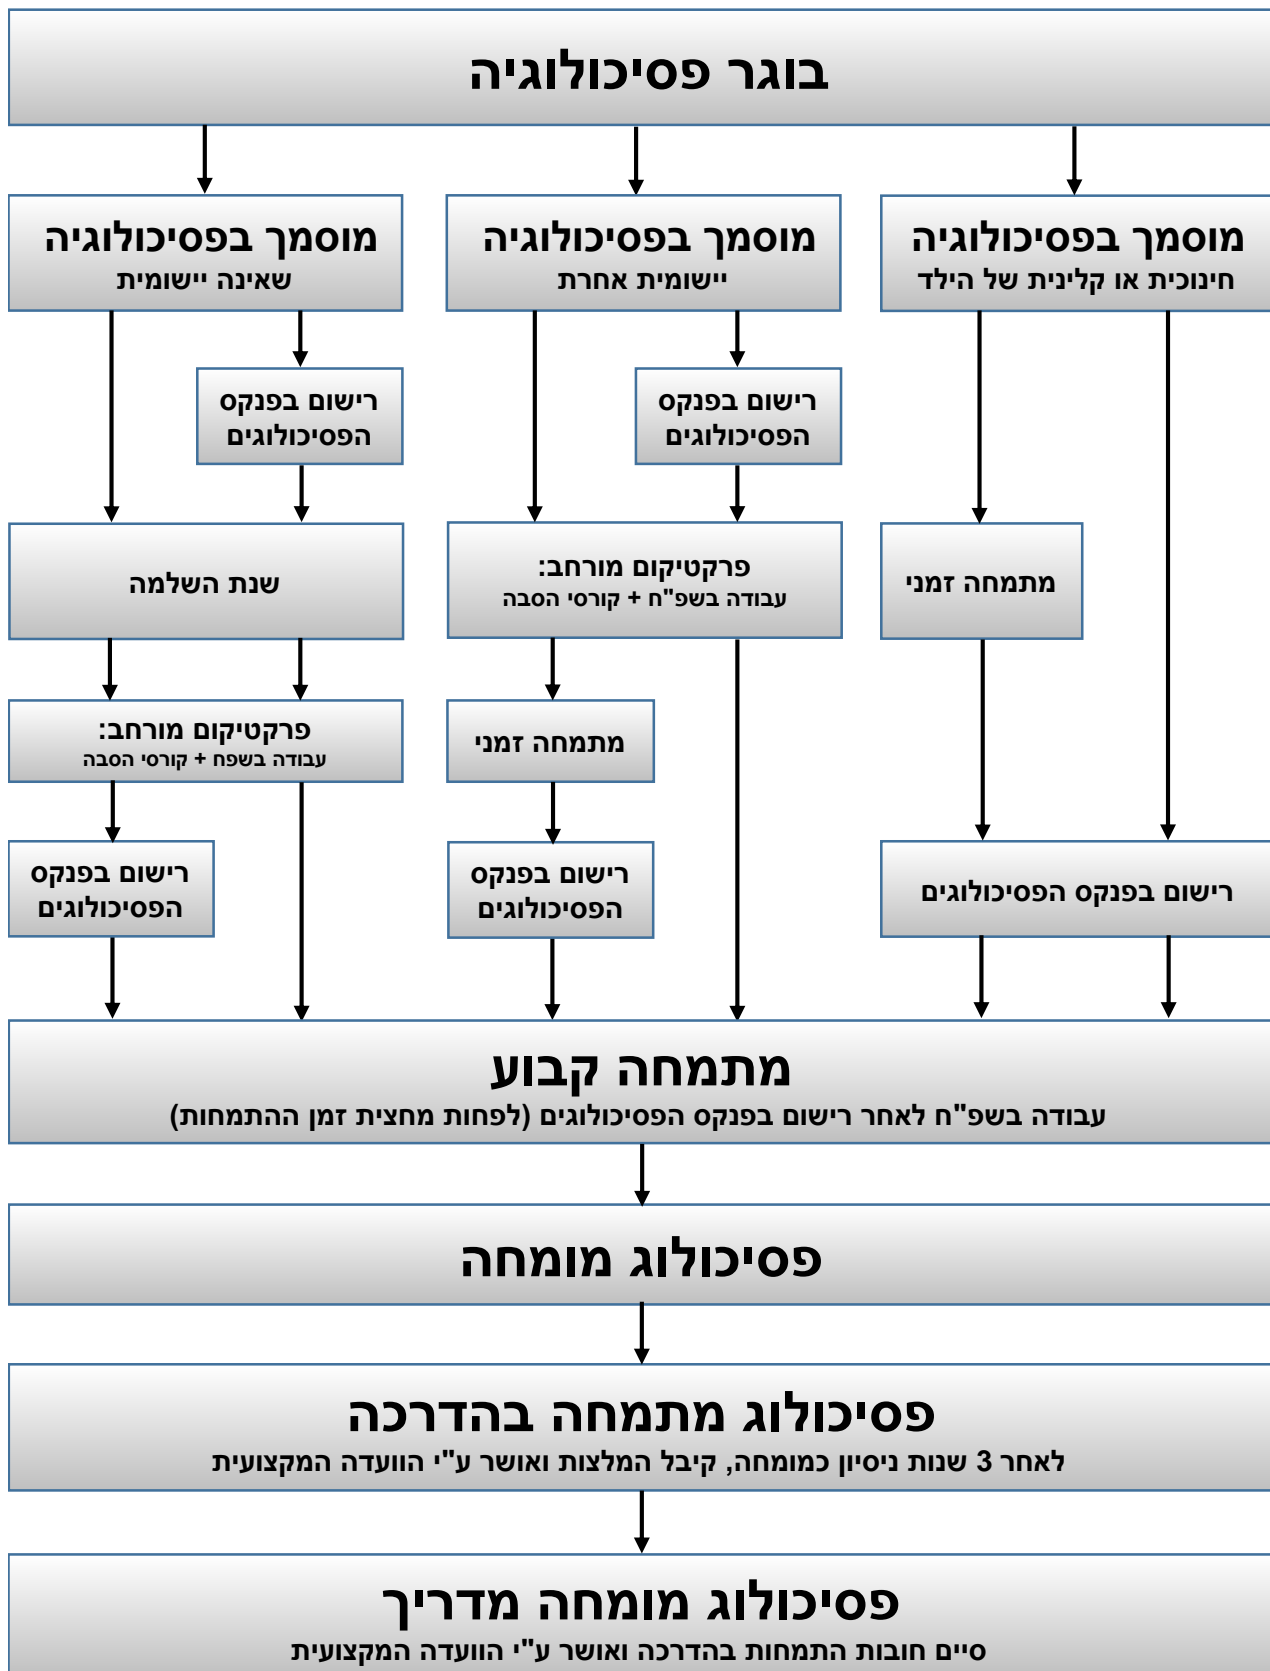 בוגר פסיכולוגיה
מוסמך בפסיכולוגיה
חינוכית או קלינית של הילד
מוסמך בפסיכולוגיה
יישומית אחרת
מוסמך בפסיכולוגיה
שאינה יישומית
רישום בפנקס
הפסיכולוגים
רישום בפנקס
הפסיכולוגים
מתמחה זמני
פרקטיקום מורחב:
עבודה בשפ"ח + קורסי הסבה
שנת השלמה
מתמחה זמני
פרקטיקום מורחב:
עבודה בשפח + קורסי הסבה
רישום בפנקס הפסיכולוגים
רישום בפנקס
הפסיכולוגים
רישום בפנקס
הפסיכולוגים
מתמחה קבוע
עבודה בשפ"ח לאחר רישום בפנקס הפסיכולוגים (לפחות מחצית זמן ההתמחות)
פסיכולוג מומחה
פסיכולוג מתמחה בהדרכה
לאחר 3 שנות ניסיון כמומחה, קיבל המלצות ואושר ע"י הוועדה המקצועית
פסיכולוג מומחה מדריך
סיים חובות התמחות בהדרכה ואושר ע"י הוועדה המקצועית